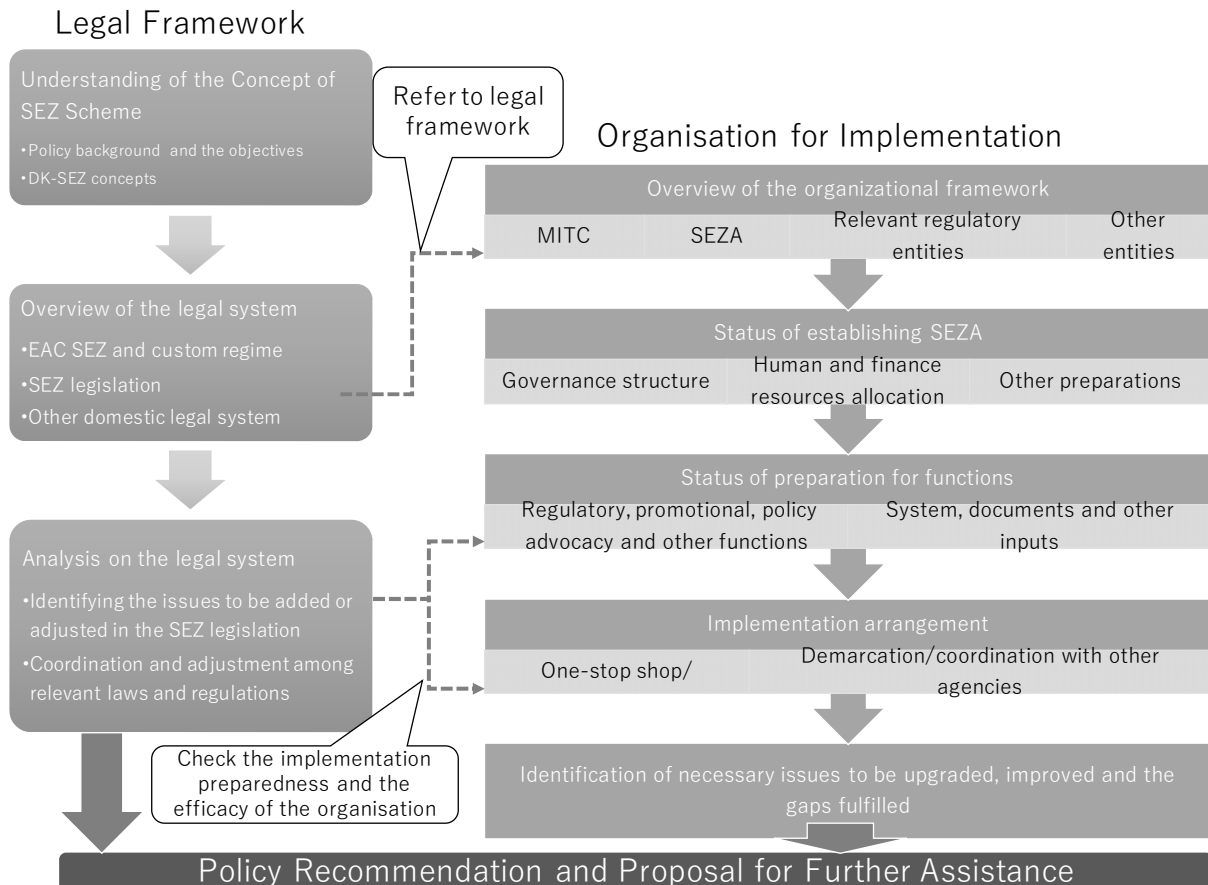 Legal Framework
Understanding of the Concept of
SEZ Scheme
•Policy background and the objectives
•DK-SEZ concepts
Overview of the legal system
•EAC SEZ and custom regime
•SEZ legislation
•Other domestic legal system
Analysis on the legal system
•Identifying the issues to be added or
adjusted in the SEZ legislation
•Coordination and adjustment among
relevant laws and regulations
Refer to legal
framework
Check the implementation
preparedness and the
efficacy of the organisation
Organisation for Implementation
Overview of the organizational framework
MITC
SEZA
Relevant regulatory
entities
Other
entities
Status of establishing SEZA
Governance structure
Human and finance
resources allocation
Other preparations
Status of preparation for functions
Regulatory, promotional, policy
advocacy and other functions
System, documents and other
inputs
Implementation arrangement
One-stop shop/
Demarcation/coordination with other
agencies
Identification of necessary issues to be upgraded, improved and the
gaps fulfilled
Policy Recommendation and Proposal for Further Assistance